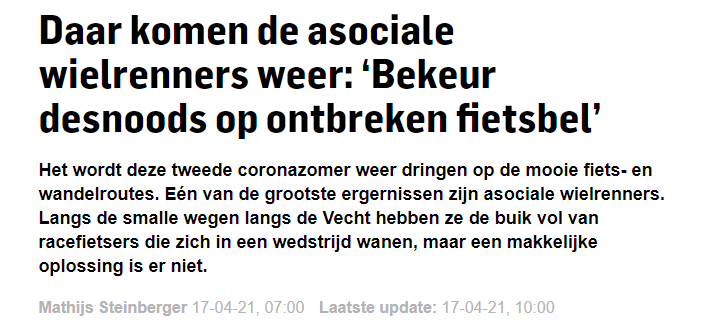 Daar komen de asociale
wielrenners weer: ‘Bekeur
desnoods op ontbreken fietsbel’
Het wordt deze tweede coronazomer weer dringen op de mooie fiets- en
wandelroutes. Eén van de grootste ergernissen zijn asociale wielrenners.
Langs de smalle wegen langs de Vecht hebben ze de buik vol van
racefietsers die zich in een wedstrijd wanen, maar een makkelijke
oplossing is er niet.
Mathijs Steinberger 17-04-21, 07:00 Laatste update: 17-04-21, 10:00